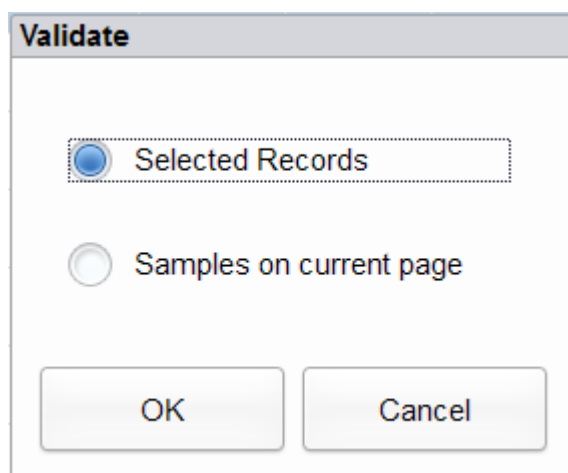 Validate
Selected Records
Samples on current page
OK
Cancel